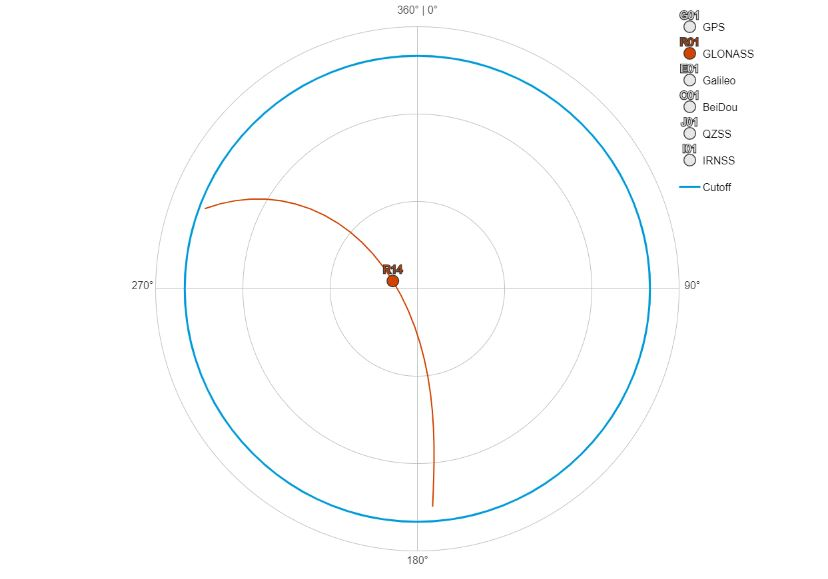 360° | 0°
G01
GPS
R01
GLONASS
E01
Galileo
C01
BeiDou
J01
QZSS
I01
IRNSS
Cutoff
R14
270°
90°
180°